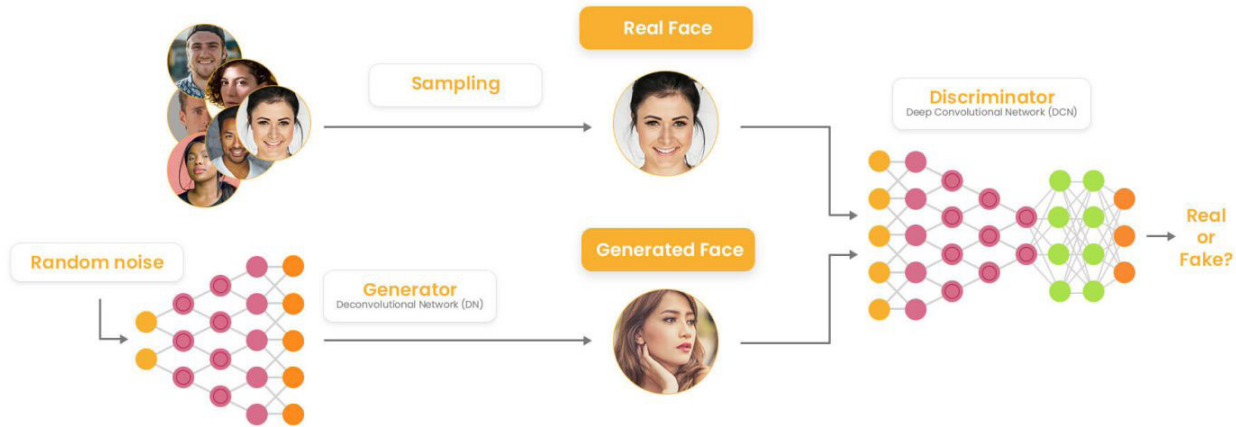 Real Face
Sampling
Discriminator
Deep Convolutional Network (DCN)
Real
or
Fake?
Random noise
Generator
Deconvolutional Network (DN)
Generated Face